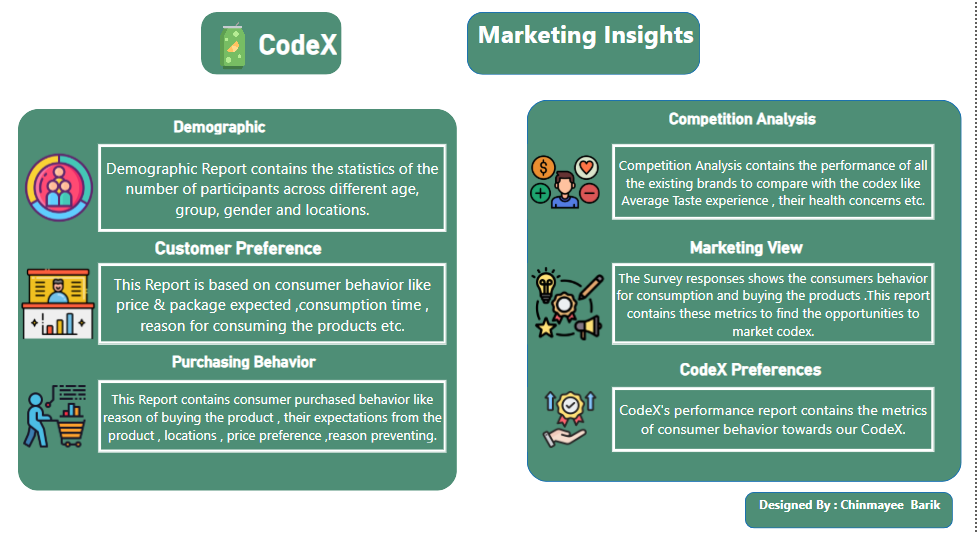 CodeX
Marketing Insights
Demographic
Demographic Report contains the statistics of the
number of participants across different age,
group, gender and locations.
Customer Preference
This Report is based on consumer behavior like
price & package expected ,consumption time ,
reason for consuming the products etc.
Purchasing Behavior
This Report contains consumer purchased behavior like
reason of buying the product , their expectations from the
product , locations , price preference ,reason preventing.
Competition Analysis
Competition Analysis contains the performance of all
the existing brands to compare with the codex like
Average Taste experience , their health concerns etc.
Marketing View
The Survey responses shows the consumers behavior
for consumption and buying the products .This report
contains these metrics to find the opportunities to
market codex.
CodeX Preferences
CodeX's performance report contains the metrics
of consumer behavior towards our CodeX.
Designed By : Chinmayee Barik